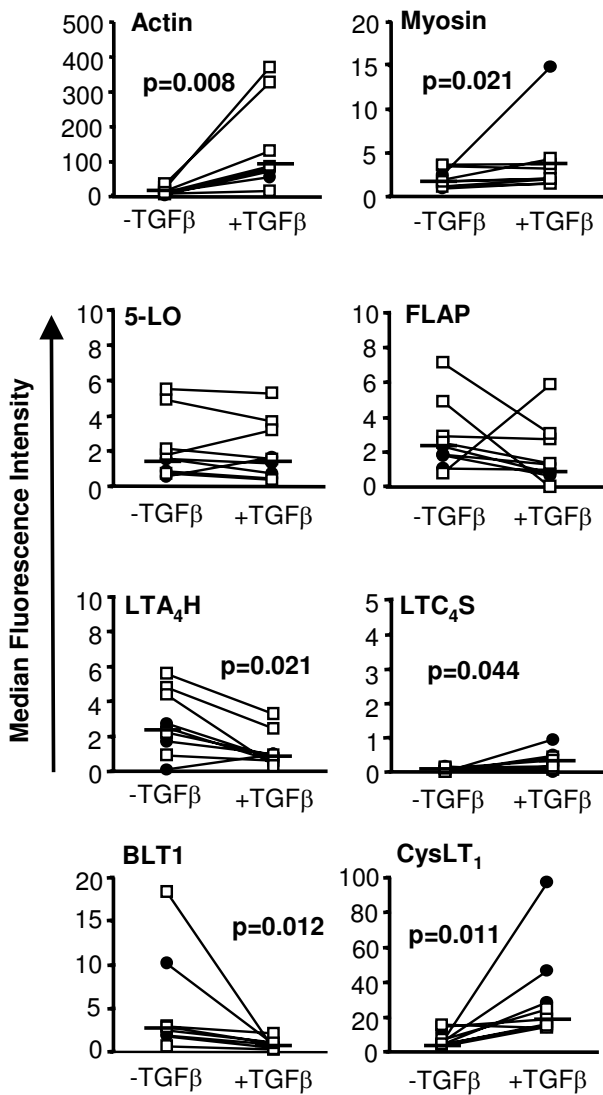 Actin
500
400
300
200
100
0
p=0.008
-TGFβ
+TGFβ
Myosin
20
15
10
5
0
p=0.021
-TGFβ
+TGFβ
Median Fluorescence Intensity
5-LO
10
8
6
4
2
0
-TGFβ
+TGFβ
FLAP
10
8
6
4
2
0
-TGFβ
+TGFβ
LTA₄H
10
8
6
4
2
0
p=0.021
-TGFβ
+TGFβ
LTC₄S
5
4
3
2
1
0
p=0.044
-TGFβ
+TGFβ
BLT1
20
15
10
5
0
p=0.012
-TGFβ
+TGFβ
CysLT₁
100
80
60
40
20
0
p=0.011
-TGFβ
+TGFβ